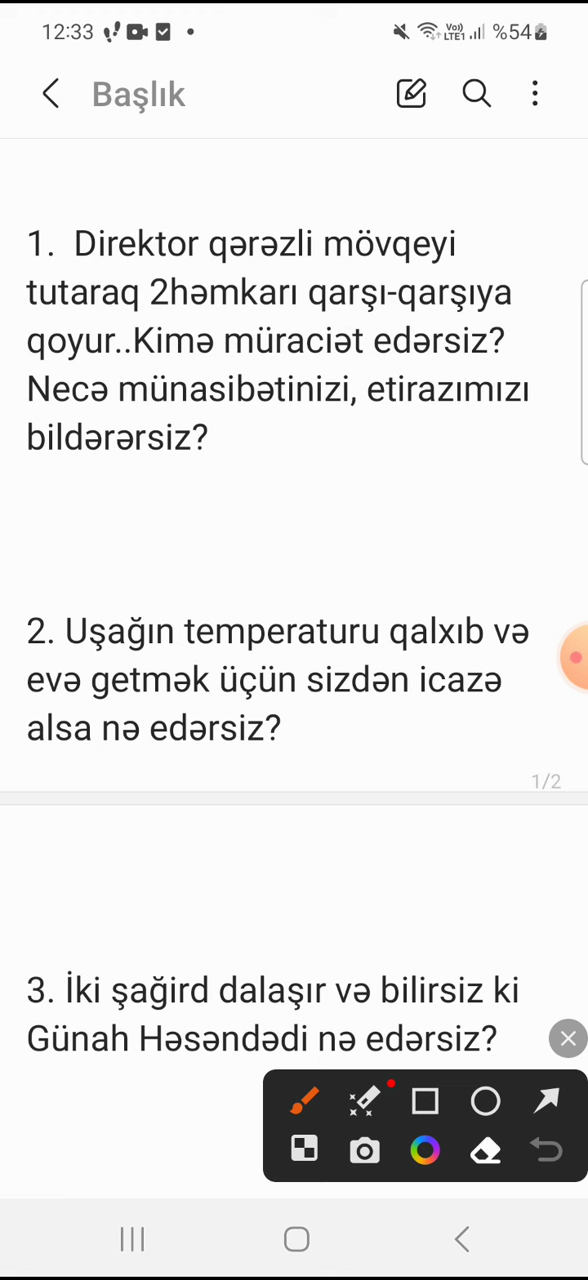 12:33 Vo)) LTE1 %54
Başlık
1. Direktor qərəzli mövqeyi
tutaraq 2həmkarı qarşı-qarşıya
qoyur..Kimə müraciət edərsiz?
Necə münasibətinizi, etirazımızı
bildərərsiz?
2. Uşağın temperaturu qalxıb və
evə getmək üçün sizdən icazə
alsa nə edərsiz?
1/2
3. İki şağird dalaşır və bilirsiz ki
Günah Həsəndədi nə edərsiz?